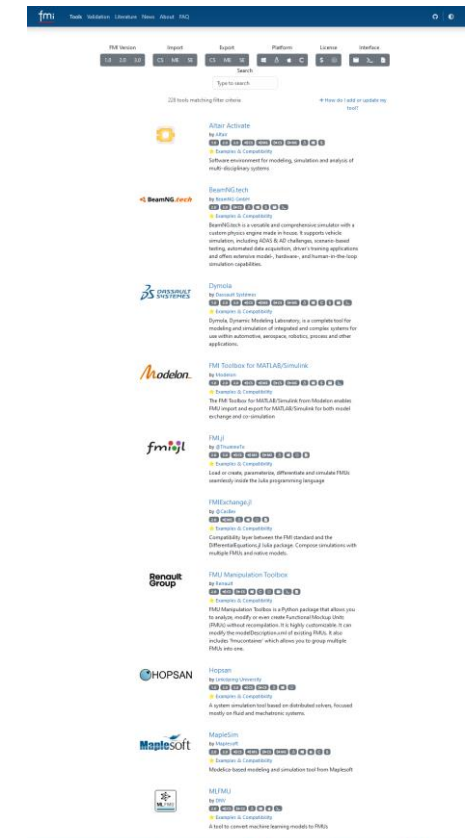 fmi Tools Validation Literature News About FAQ
FMI Version Import Export Platform License Interface
1.0 2.0 3.0 CS ME SE CS ME SE
Search
Type to search
228 tools matching filter criteria.
How do I add or update my
tool?
Altair Activate
by Altair
Examples & Compatibility
Software environment for modeling, simulation and analysis of
multi-disciplinary systems
BeamNG.tech
BeamNG.tech
by BeamNG GmbH
Examples & Compatibility
BeamNG.tech is a versatile and comprehensive simulator with a
custom physics engine made in house. It supports vehicle
simulation, including ADAS & AD challenges, scenario-based
testing, automated data acquisition, driver's training applications
and offers extensive model-, hardware-, and human-in-the-loop
simulation capabilities.
DASSAULT
SYSTEMES
Dymola
by Dassault Systèmes
Examples & Compatibility
Dymola, Dynamic Modeling Laboratory, is a complete tool for
modeling and simulation of integrated and complex systems for
use within automotive, aerospace, robotics, process and other
applications.
Modelon
FMI Toolbox for MATLAB/Simulink
by Modelon
Examples & Compatibility
The FMI Toolbox for MATLAB/Simulink from Modelon enables
FMU import and export for MATLAB/Simulink for both model
exchange and co-simulation
fmi jl
FMI.jl
by @ThummeTo
Examples & Compatibility
Load or create, parameterize, differentiate and simulate FMUs
seamlessly inside the Julia programming language
FMIExchange.jl
by @Cadlev
Examples & Compatibility
Compatibility layer between the FMI standard and the
DifferentialEquations.jl Julia package. Compose simulations with
multiple FMUs and native models.
Renault
Group
FMU Manipulation Toolbox
by Renault
Examples & Compatibility
FMU Manipulation Toolbox is a Python package that allows you
to analyze, modify or even create Functional Mockup Units
(FMUs) without recompilation. It is highly customizable. It can
modify the modelDescription.xml of existing FMUs. It also
includes 'fmucontainer' which allows you to group multiple
FMUs into one.
HOPSAN
Hopsan
by Linköping University
Examples & Compatibility
A system simulation tool based on distributed solvers, focused
mostly on fluid and mechatronic systems.
Maplesoft
MapleSim
by Maplesoft
Examples & Compatibility
Modelica-based modeling and simulation tool from Maplesoft
MLFMU
MLFMU
by DNV
Examples & Compatibility
A tool to convert machine learning models to FMUs